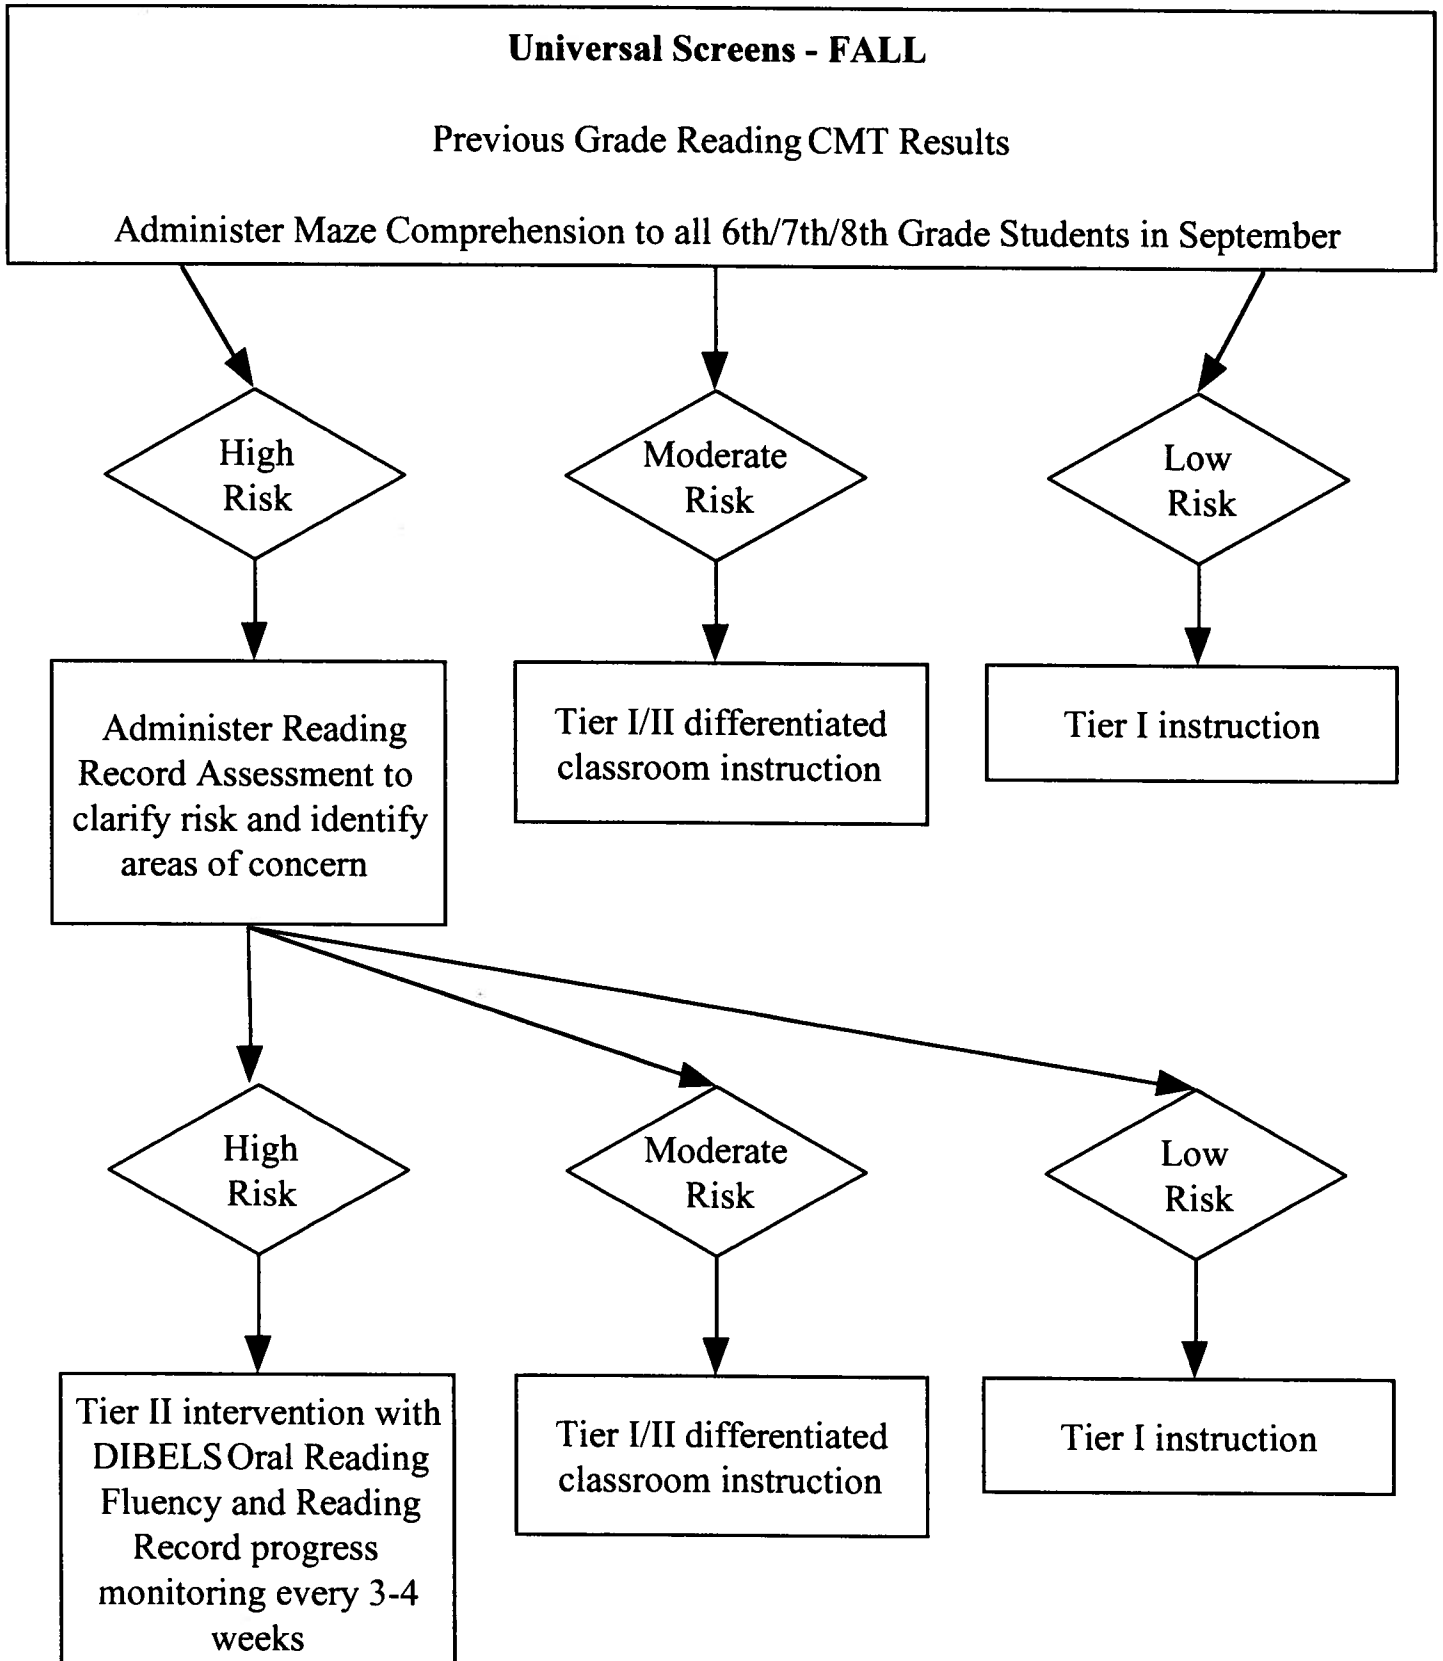 Universal Screens - FALL
Previous Grade Reading CMT Results
Administer Maze Comprehension to all 6th/7th/8th Grade Students in September
High
Risk
Moderate
Risk
Low
Risk
Administer Reading
Record Assessment to
clarify risk and identify
areas of concern
Tier I/II differentiated
classroom instruction
Tier I instruction
High
Risk
Moderate
Risk
Low
Risk
Tier II intervention with
DIBELS Oral Reading
Fluency and Reading
Record progress
monitoring every 3-4
weeks
Tier I/II differentiated
classroom instruction
Tier I instruction